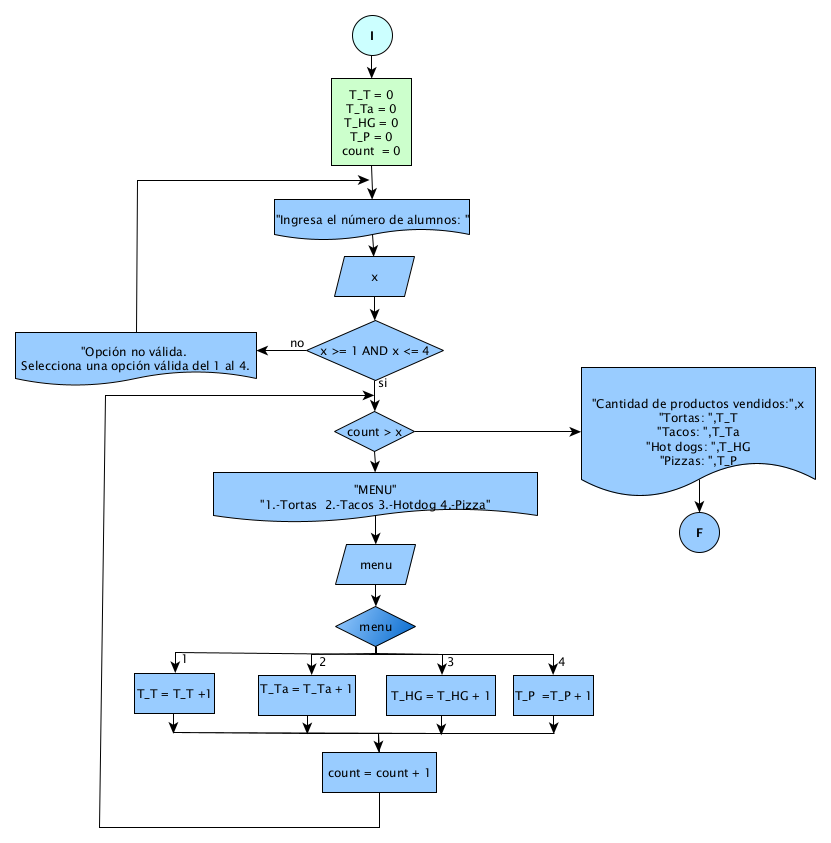 I
T_T = 0
T_Ta = 0
T_HG = 0
T_P = 0
count  = 0
"Ingresa el número de alumnos: "
x
x >= 1 AND x <= 4
no
"Opción no válida.
Selecciona una opción válida del 1 al 4.
si
count > x
"Cantidad de productos vendidos:",x
"Tortas: ",T_T
"Tacos: ",T_Ta
"Hot dogs: ",T_HG
"Pizzas: ",T_P
F
"MENU"
"1.-Tortas  2.-Tacos 3.-Hotdog 4.-Pizza"
menu
menu
1
2
3
4
T_T = T_T +1
T_Ta = T_Ta + 1
T_HG = T_HG + 1
T_P  =T_P + 1
count = count + 1